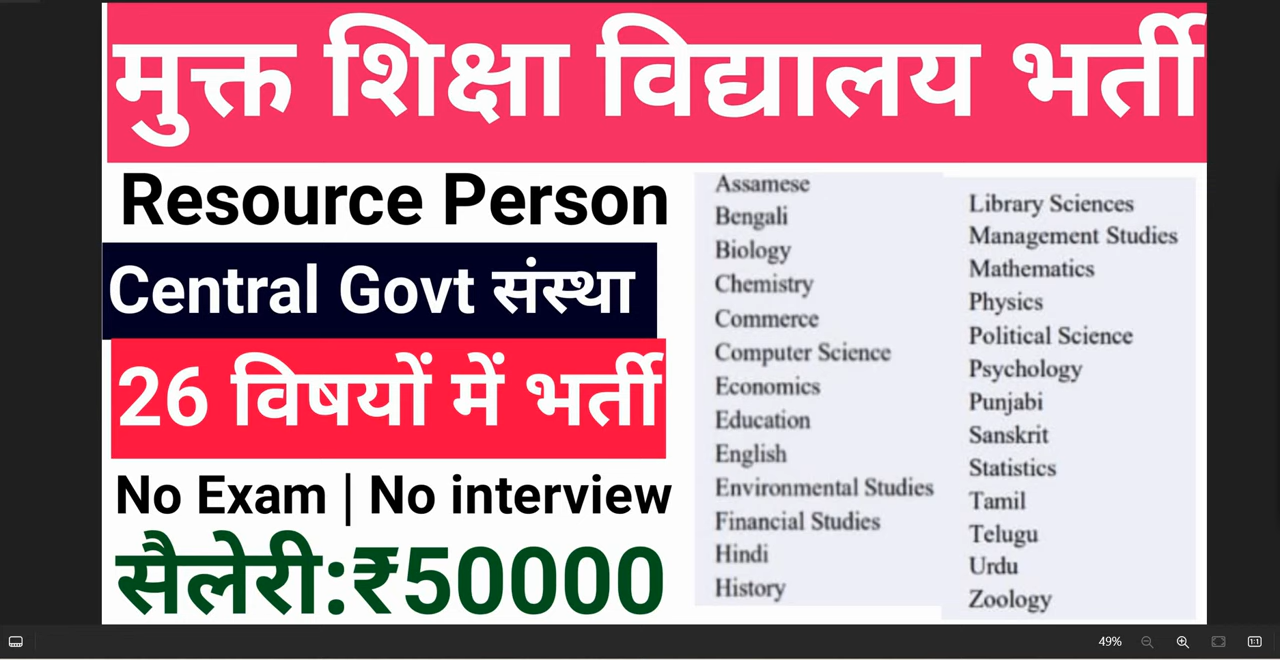 मुक्त शिक्षा विद्यालय भर्ती
Resource Person
Central Govt संस्था
26 विषयों में भर्ती
No Exam | No interview
सैलेरी:₹50000
Assamese
Bengali
Biology
Chemistry
Commerce
Computer Science
Economics
Education
English
Environmental Studies
Financial Studies
Hindi
History
Library Sciences
Management Studies
Mathematics
Physics
Political Science
Psychology
Punjabi
Sanskrit
Statistics
Tamil
Telugu
Urdu
Zoology
49%
1:1